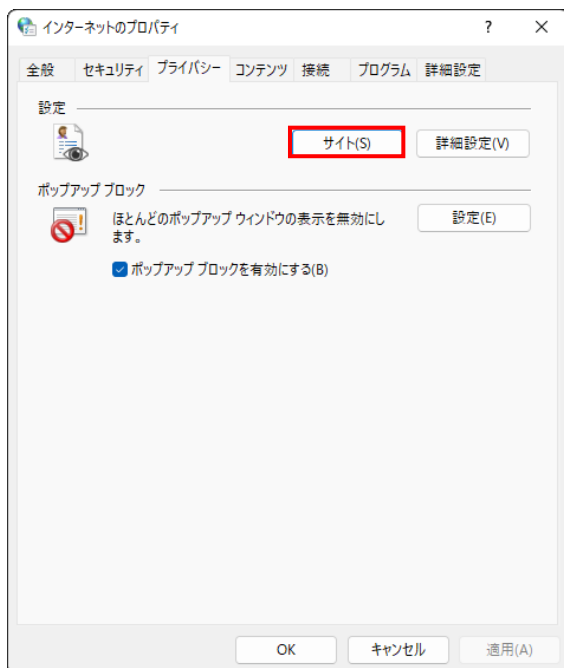 インターネットのプロパティ
?
全般 セキュリティ プライバシー コンテンツ 接続 プログラム 詳細設定
設定
サイト(S) 詳細設定(V)
ポップアップ ブロック
ほとんどのポップアップ ウィンドウの表示を無効にし
ます。
設定(E)
ポップアップ ブロックを有効にする(B)
OK キャンセル 適用(A)